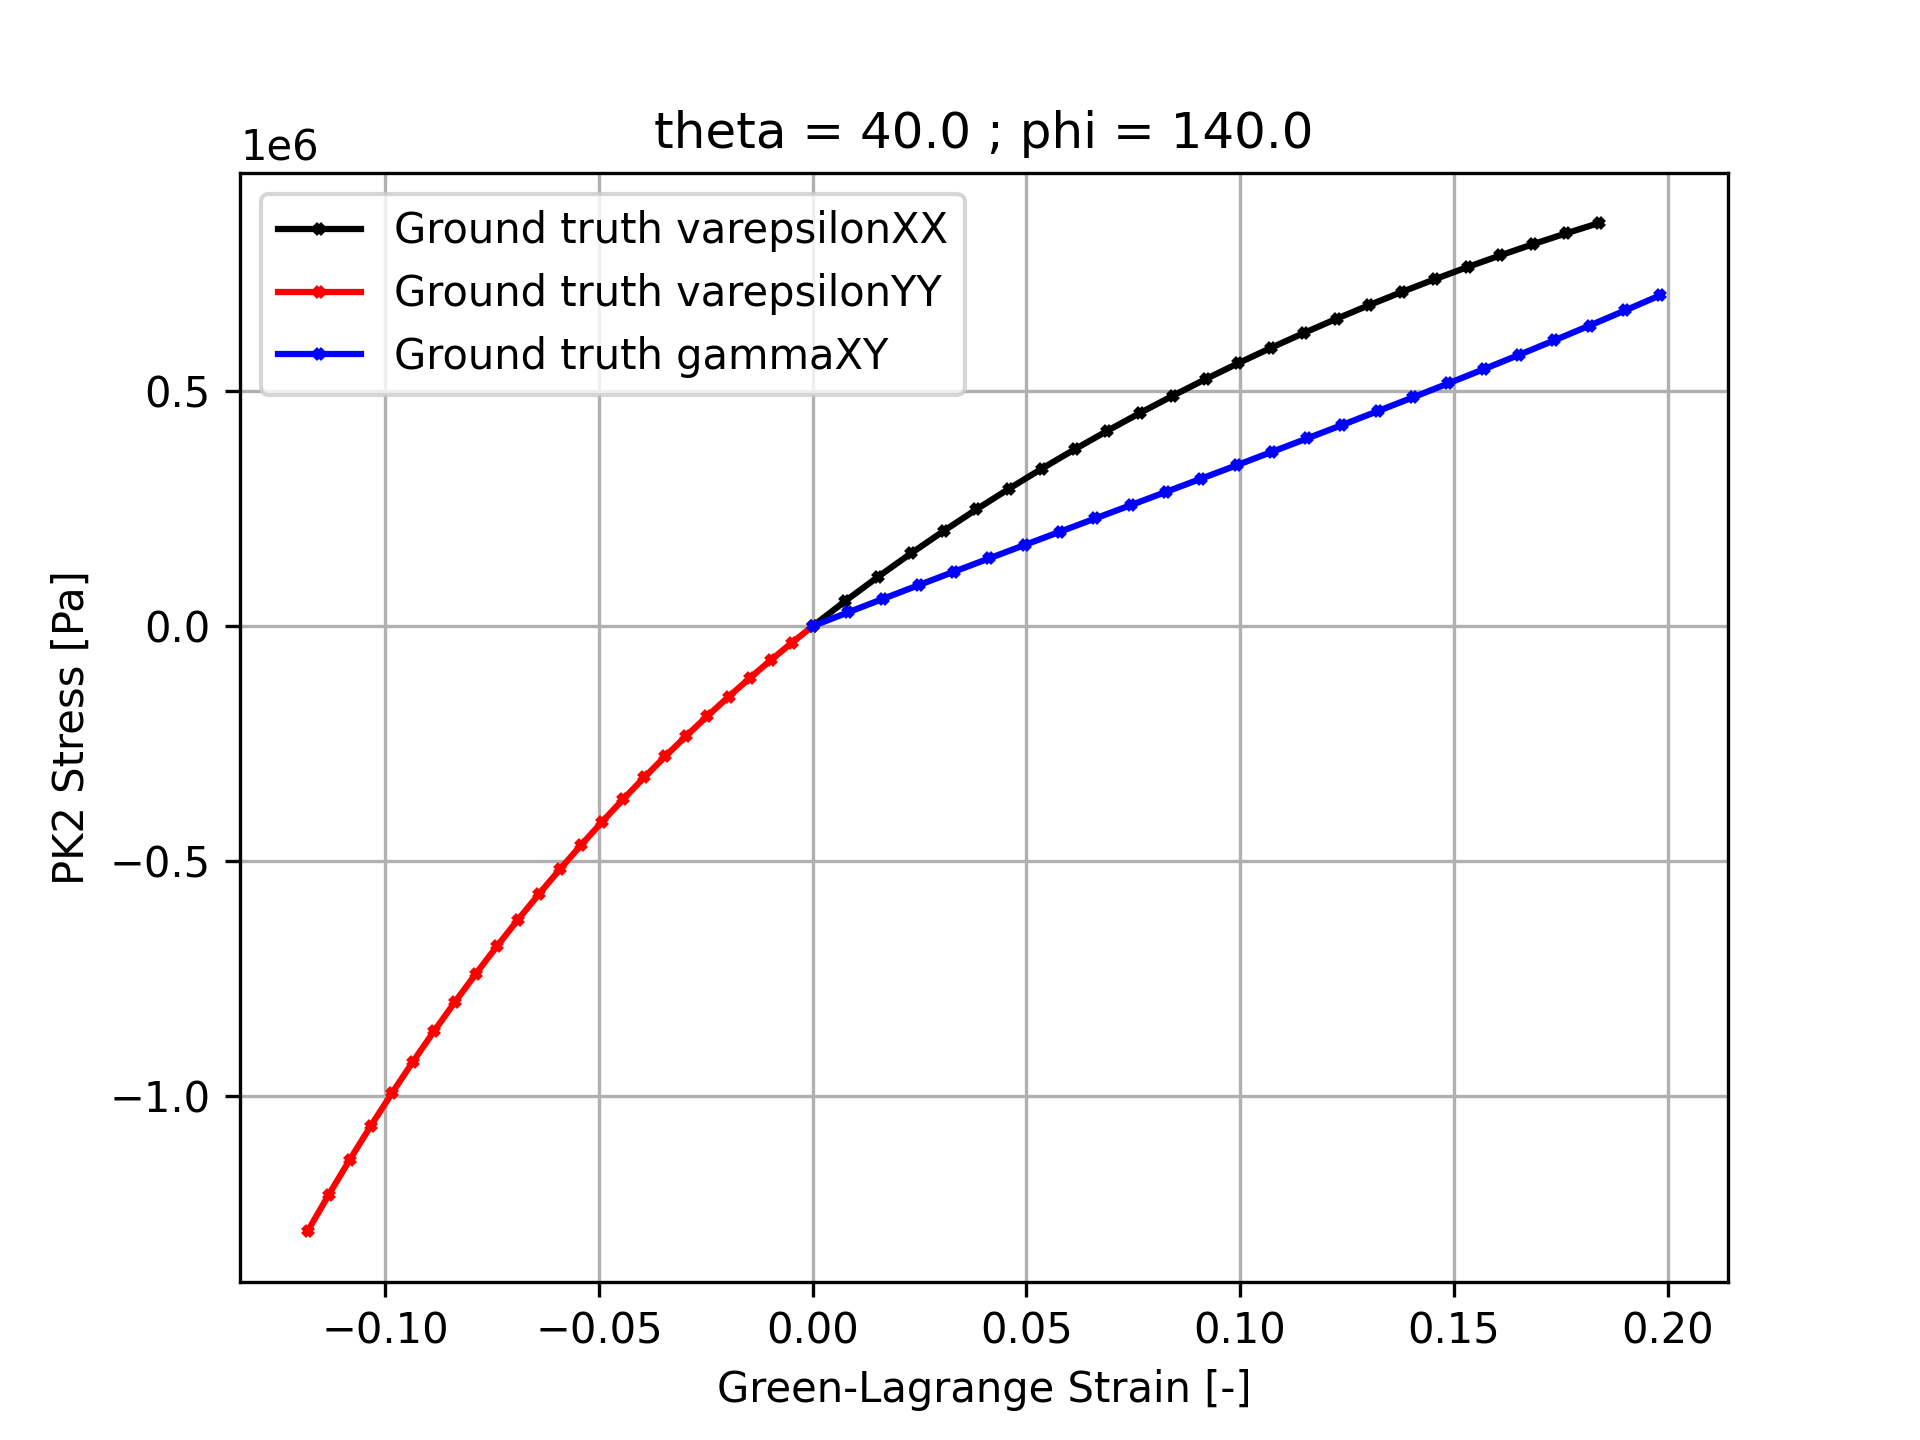 theta = 40.0 ; phi = 140.0
1e6
Ground truth varepsilonXX
Ground truth varepsilonYY
Ground truth gammaXY
0.5
0.0
−0.5
−1.0
PK2 Stress [Pa]
−0.10 −0.05 0.00 0.05 0.10 0.15 0.20
Green-Lagrange Strain [-]